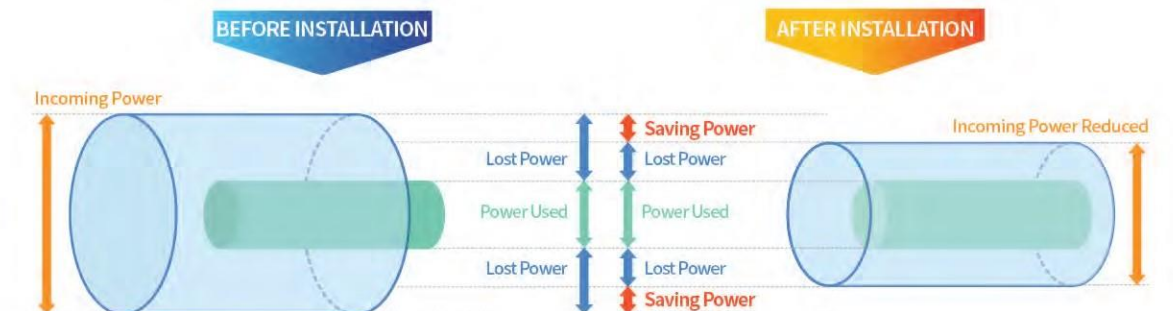 BEFORE INSTALLATION
AFTER INSTALLATION
Incoming Power
Saving Power
Incoming Power Reduced
Lost Power
Lost Power
Power Used
Power Used
Lost Power
Lost Power
Saving Power